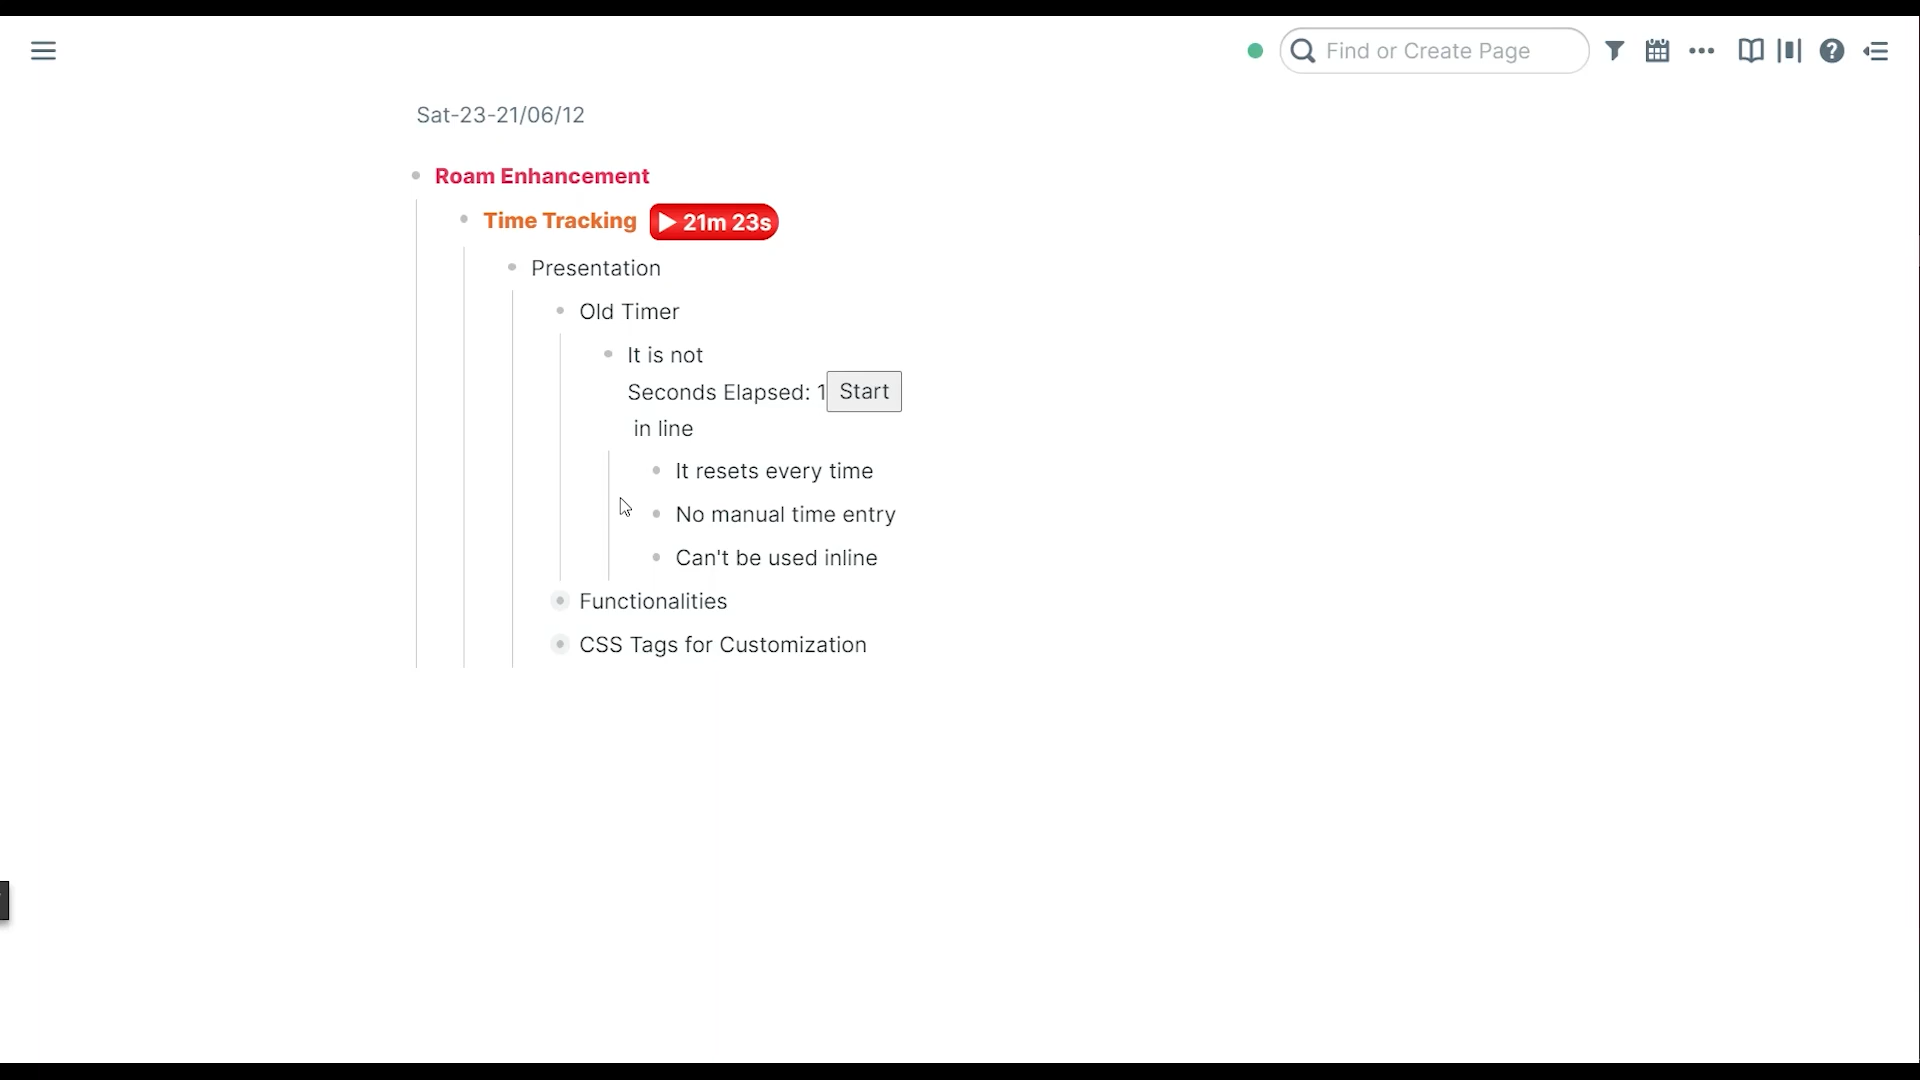 Find or Create Page
Sat-23-21/06/12
Roam Enhancement
Time Tracking 21m 23s
Presentation
Old Timer
It is not
Seconds Elapsed: 1 Start
in line
It resets every time
No manual time entry
Can't be used inline
Functionalities
CSS Tags for Customization